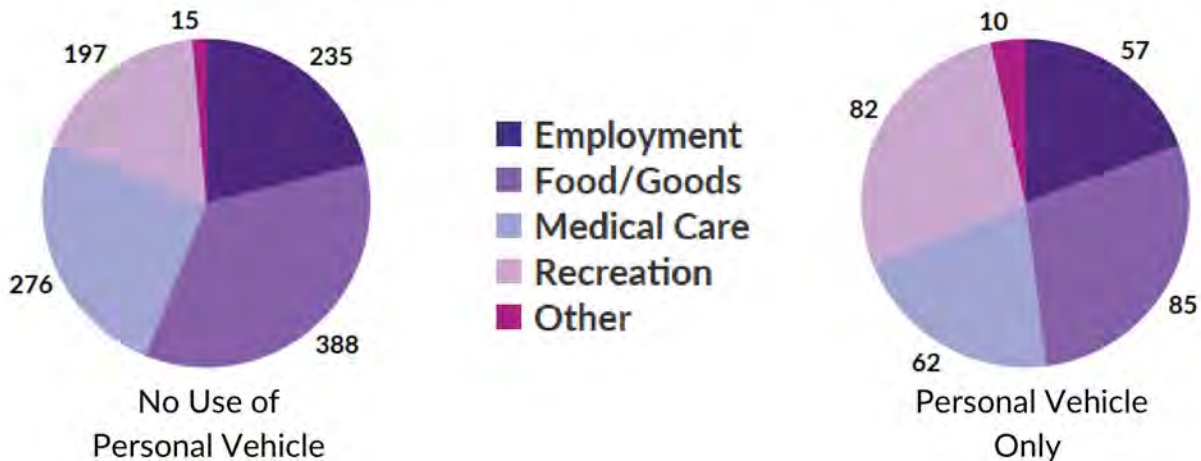 15
197
235
276
388
No Use of
Personal Vehicle
Employment
Food/Goods
Medical Care
Recreation
Other
10
57
82
85
62
Personal Vehicle
Only